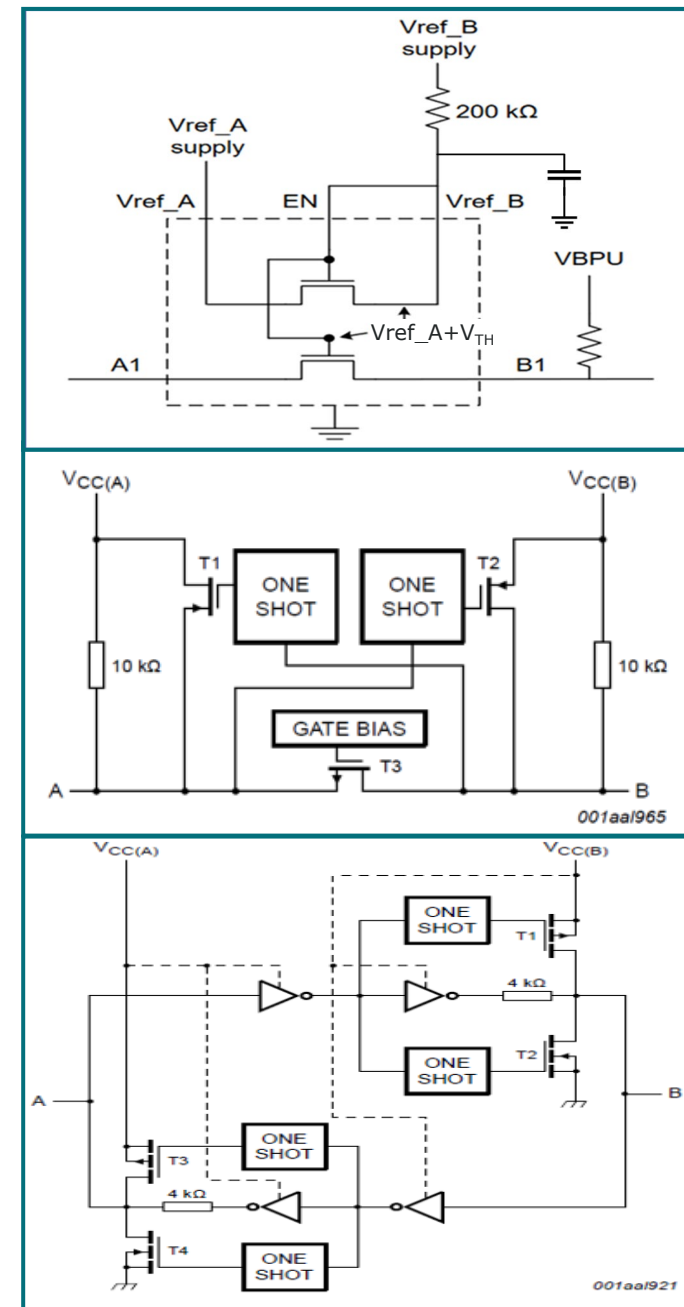 Vref_B
supply
200 kΩ
Vref_A
supply
Vref_A
EN
Vref_B
VBPU
Vref_A+VTH
A1
B1
VCC(A)
VCC(B)
T1
ONE
SHOT
ONE
SHOT
T2
10 kΩ
10 kΩ
GATE BIAS
T3
A
B
001aal965
VCC(A)
VCC(B)
ONE
SHOT
T1
4 kΩ
ONE
SHOT
T2
A
B
ONE
SHOT
T3
4 kΩ
T4
ONE
SHOT
001aal921